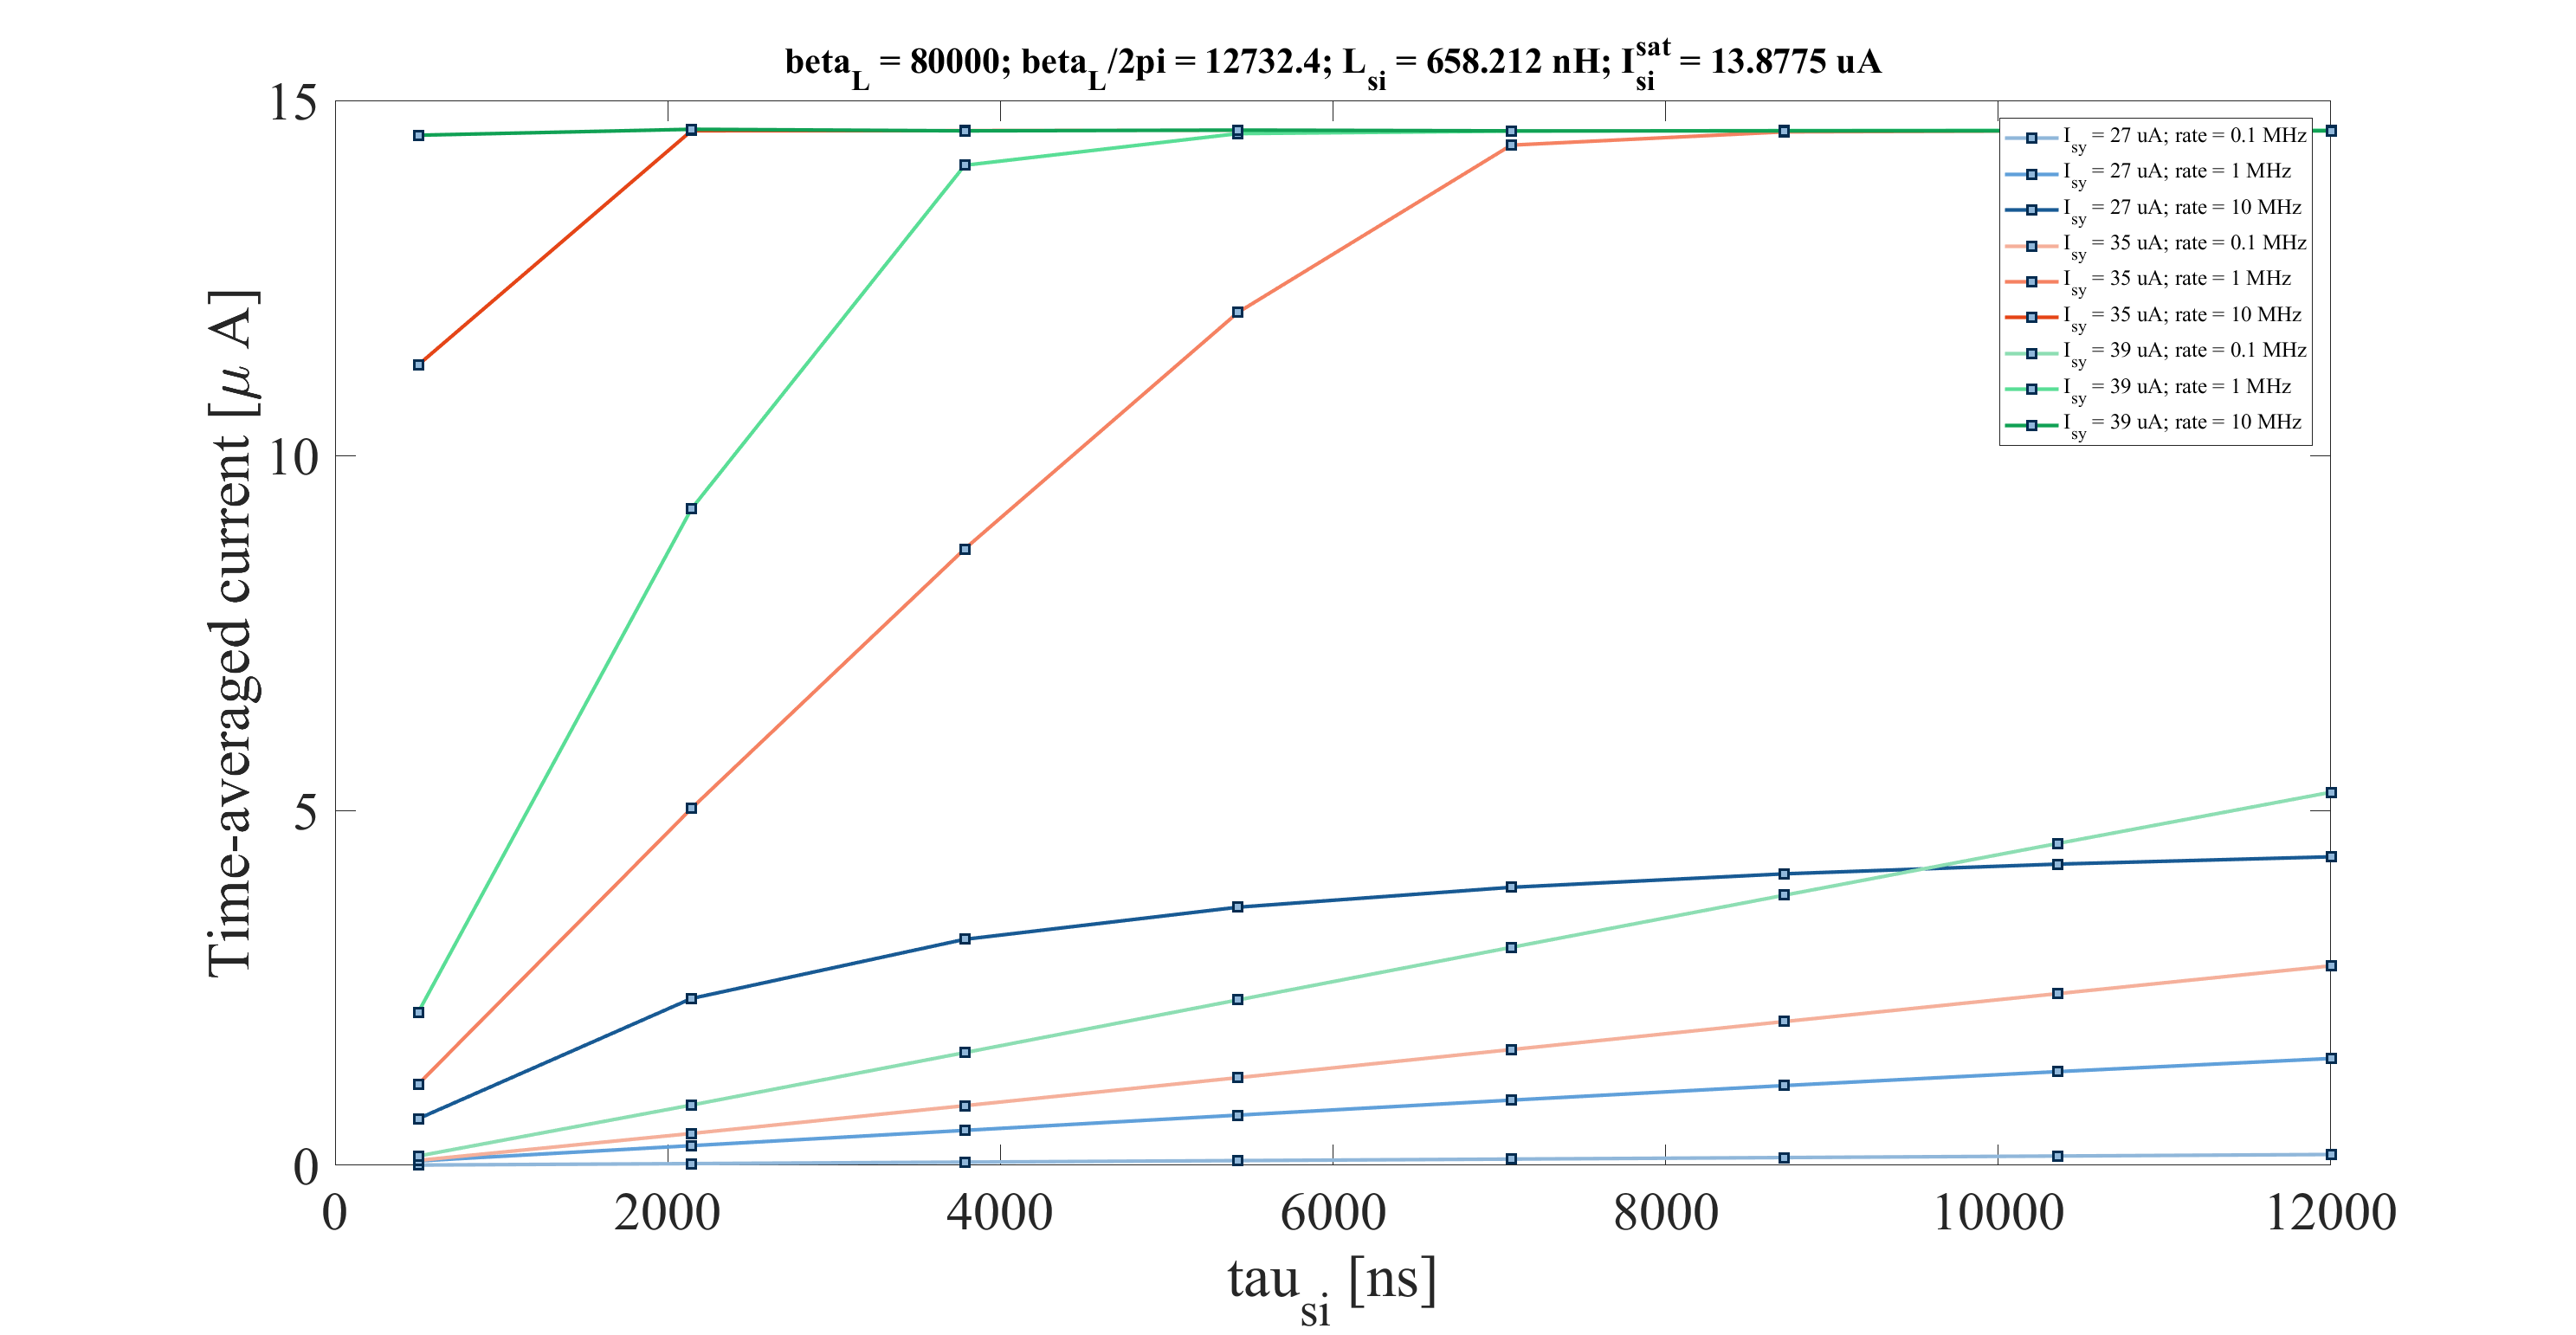 beta_L = 80000; beta_L/2pi = 12732.4; L_si = 658.212 nH; I_si^sat = 13.8775 uA
15
10
5
0
Time-averaged current [μ A]
I_sy = 27 uA; rate = 0.1 MHz
I_sy = 27 uA; rate = 1 MHz
I_sy = 27 uA; rate = 10 MHz
I_sy = 35 uA; rate = 0.1 MHz
I_sy = 35 uA; rate = 1 MHz
I_sy = 35 uA; rate = 10 MHz
I_sy = 39 uA; rate = 0.1 MHz
I_sy = 39 uA; rate = 1 MHz
I_sy = 39 uA; rate = 10 MHz
0 2000 4000 6000 8000 10000 12000
tau_si [ns]